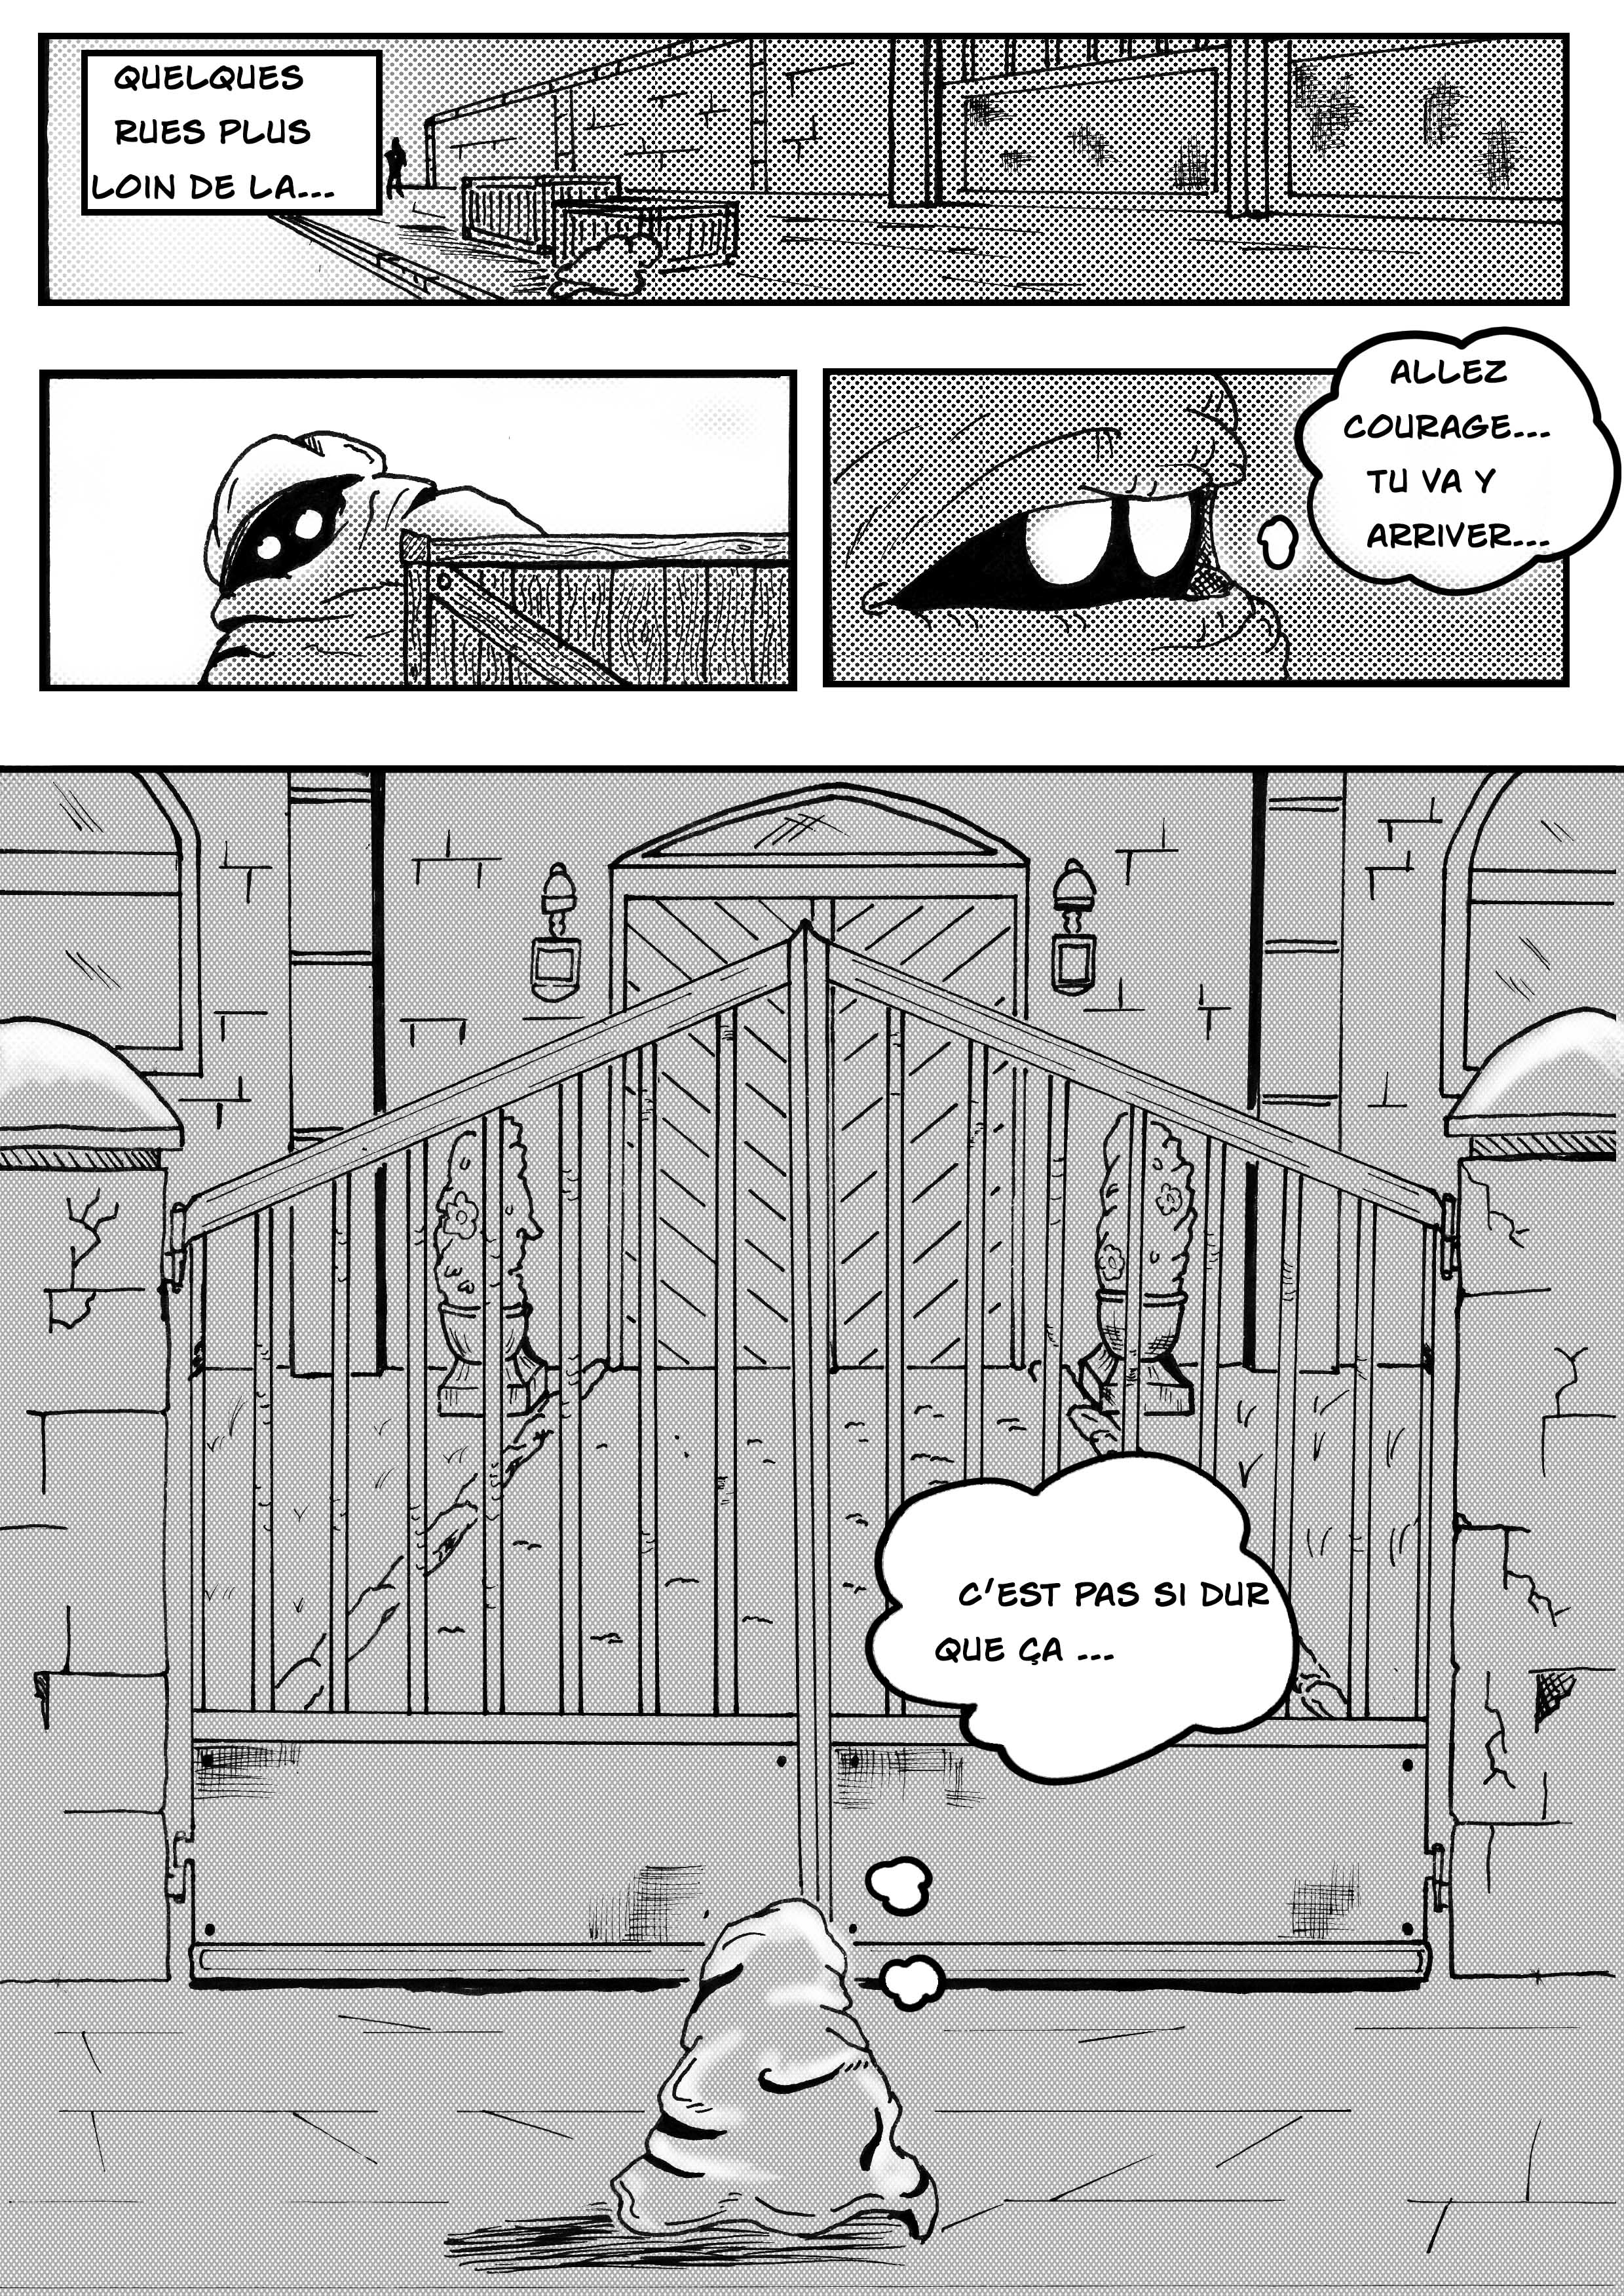 QUELQUES
RUES PLUS
LOIN DE LA...
ALLEZ
COURAGE...
TU VA Y
ARRIVER...
C'EST PAS SI DUR
QUE ÇA ...